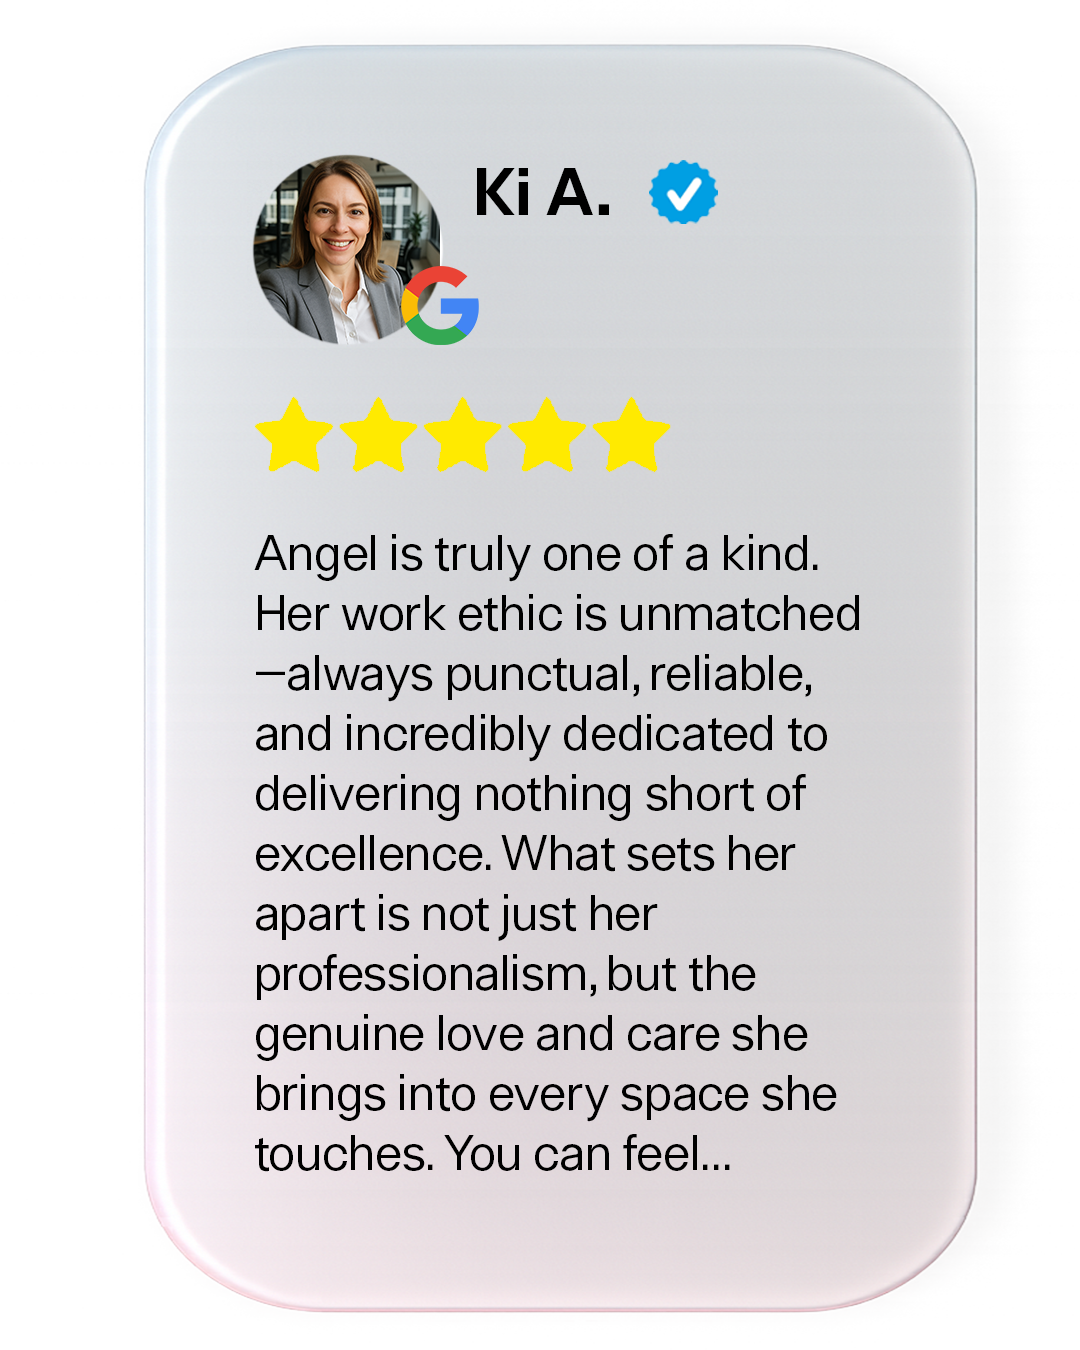 Ki A.
Angel is truly one of a kind.
Her work ethic is unmatched
—always punctual, reliable,
and incredibly dedicated to
delivering nothing short of
excellence. What sets her
apart is not just her
professionalism, but the
genuine love and care she
brings into every space she
touches. You can feel...